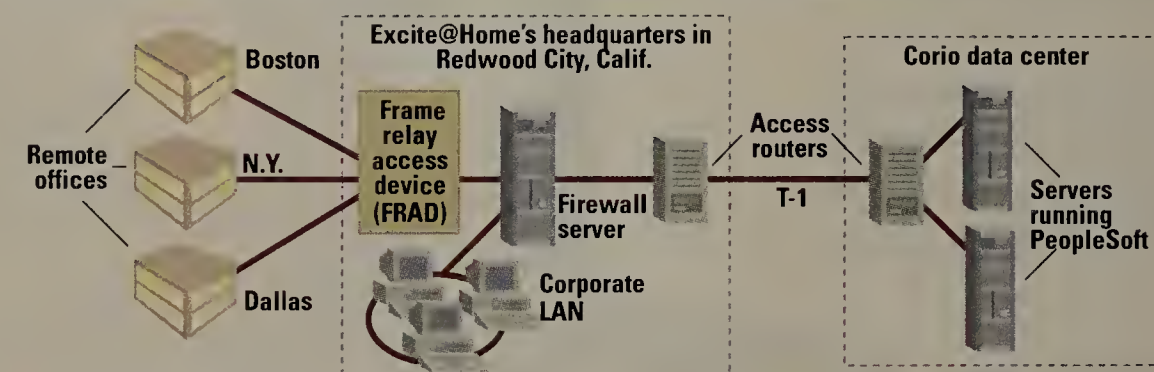 Excite@Home's headquarters in
Redwood City, Calif.
Corio data center
Boston
N.Y.
Dallas
Remote
offices
Frame
relay
access
device
(FRAD)
Firewall
server
Corporate
LAN
Access
routers
T-1
Servers
running
PeopleSoft